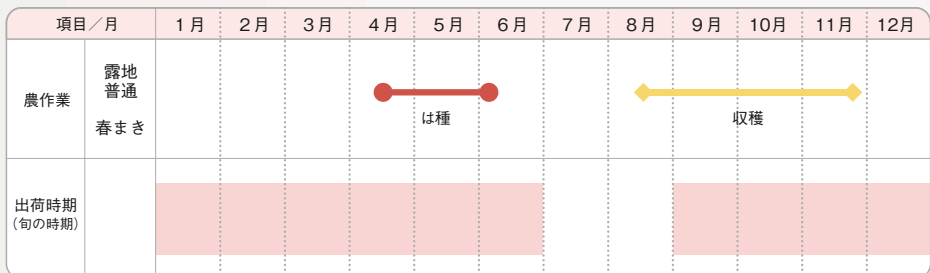 項目／月 1月 2月 3月 4月 5月 6月 7月 8月 9月 10月 11月 12月
農作業
露地
普通
春まき
は種
収穫
出荷時期
（旬の時期）